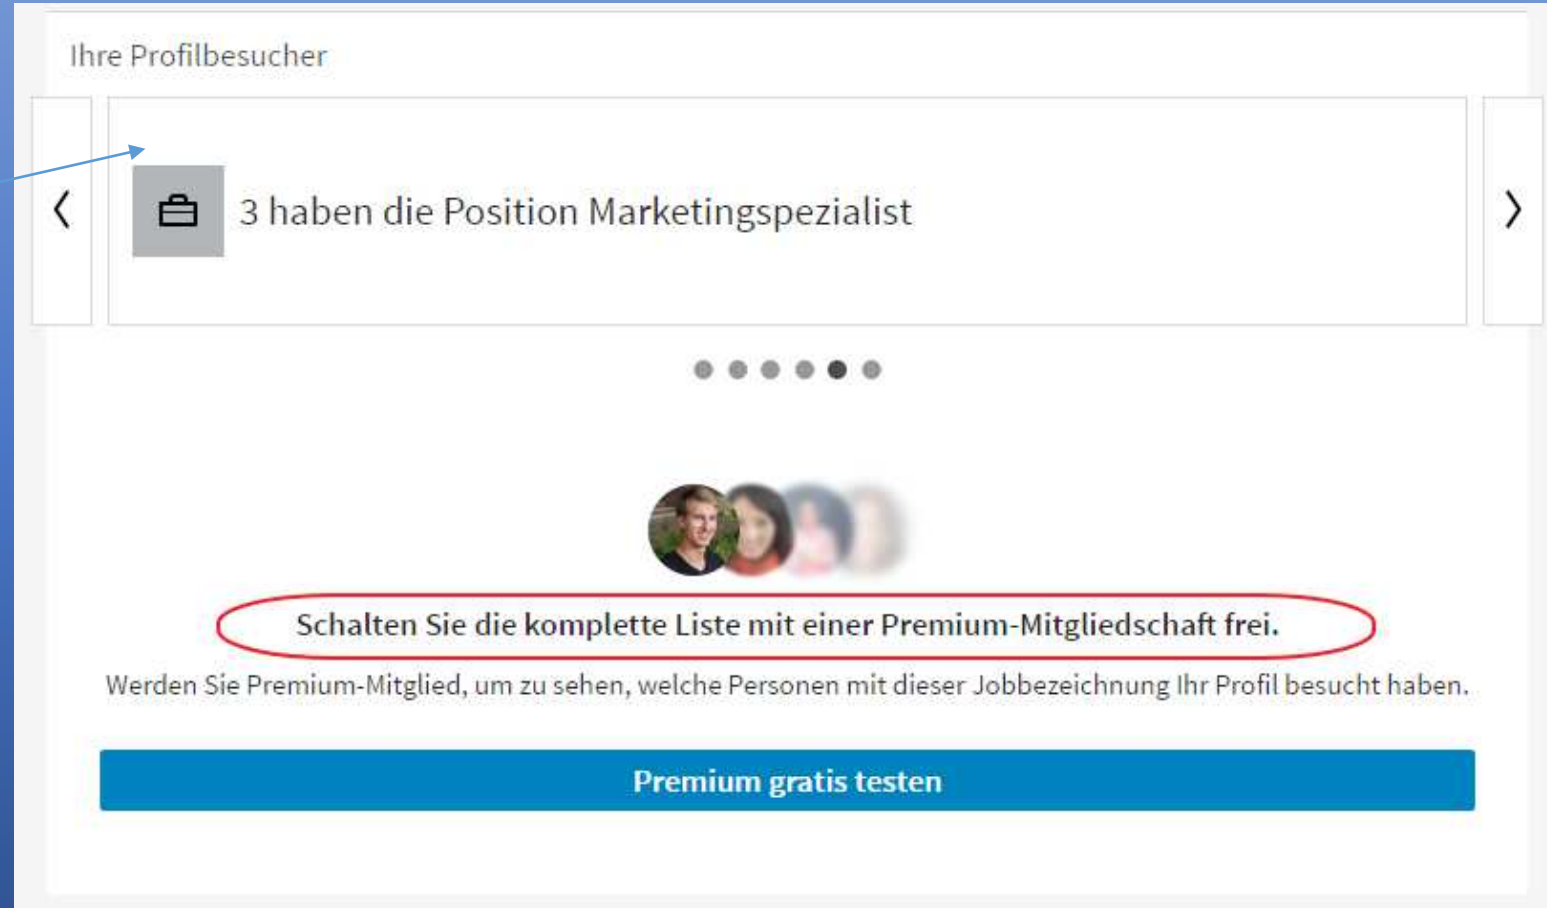 Ihre Profilbesucher
3 haben die Position Marketingspezialist
Schalten Sie die komplette Liste mit einer Premium-Mitgliedschaft frei.
Werden Sie Premium-Mitglied, um zu sehen, welche Personen mit dieser Jobbezeichnung Ihr Profil besucht haben.
Premium gratis testen